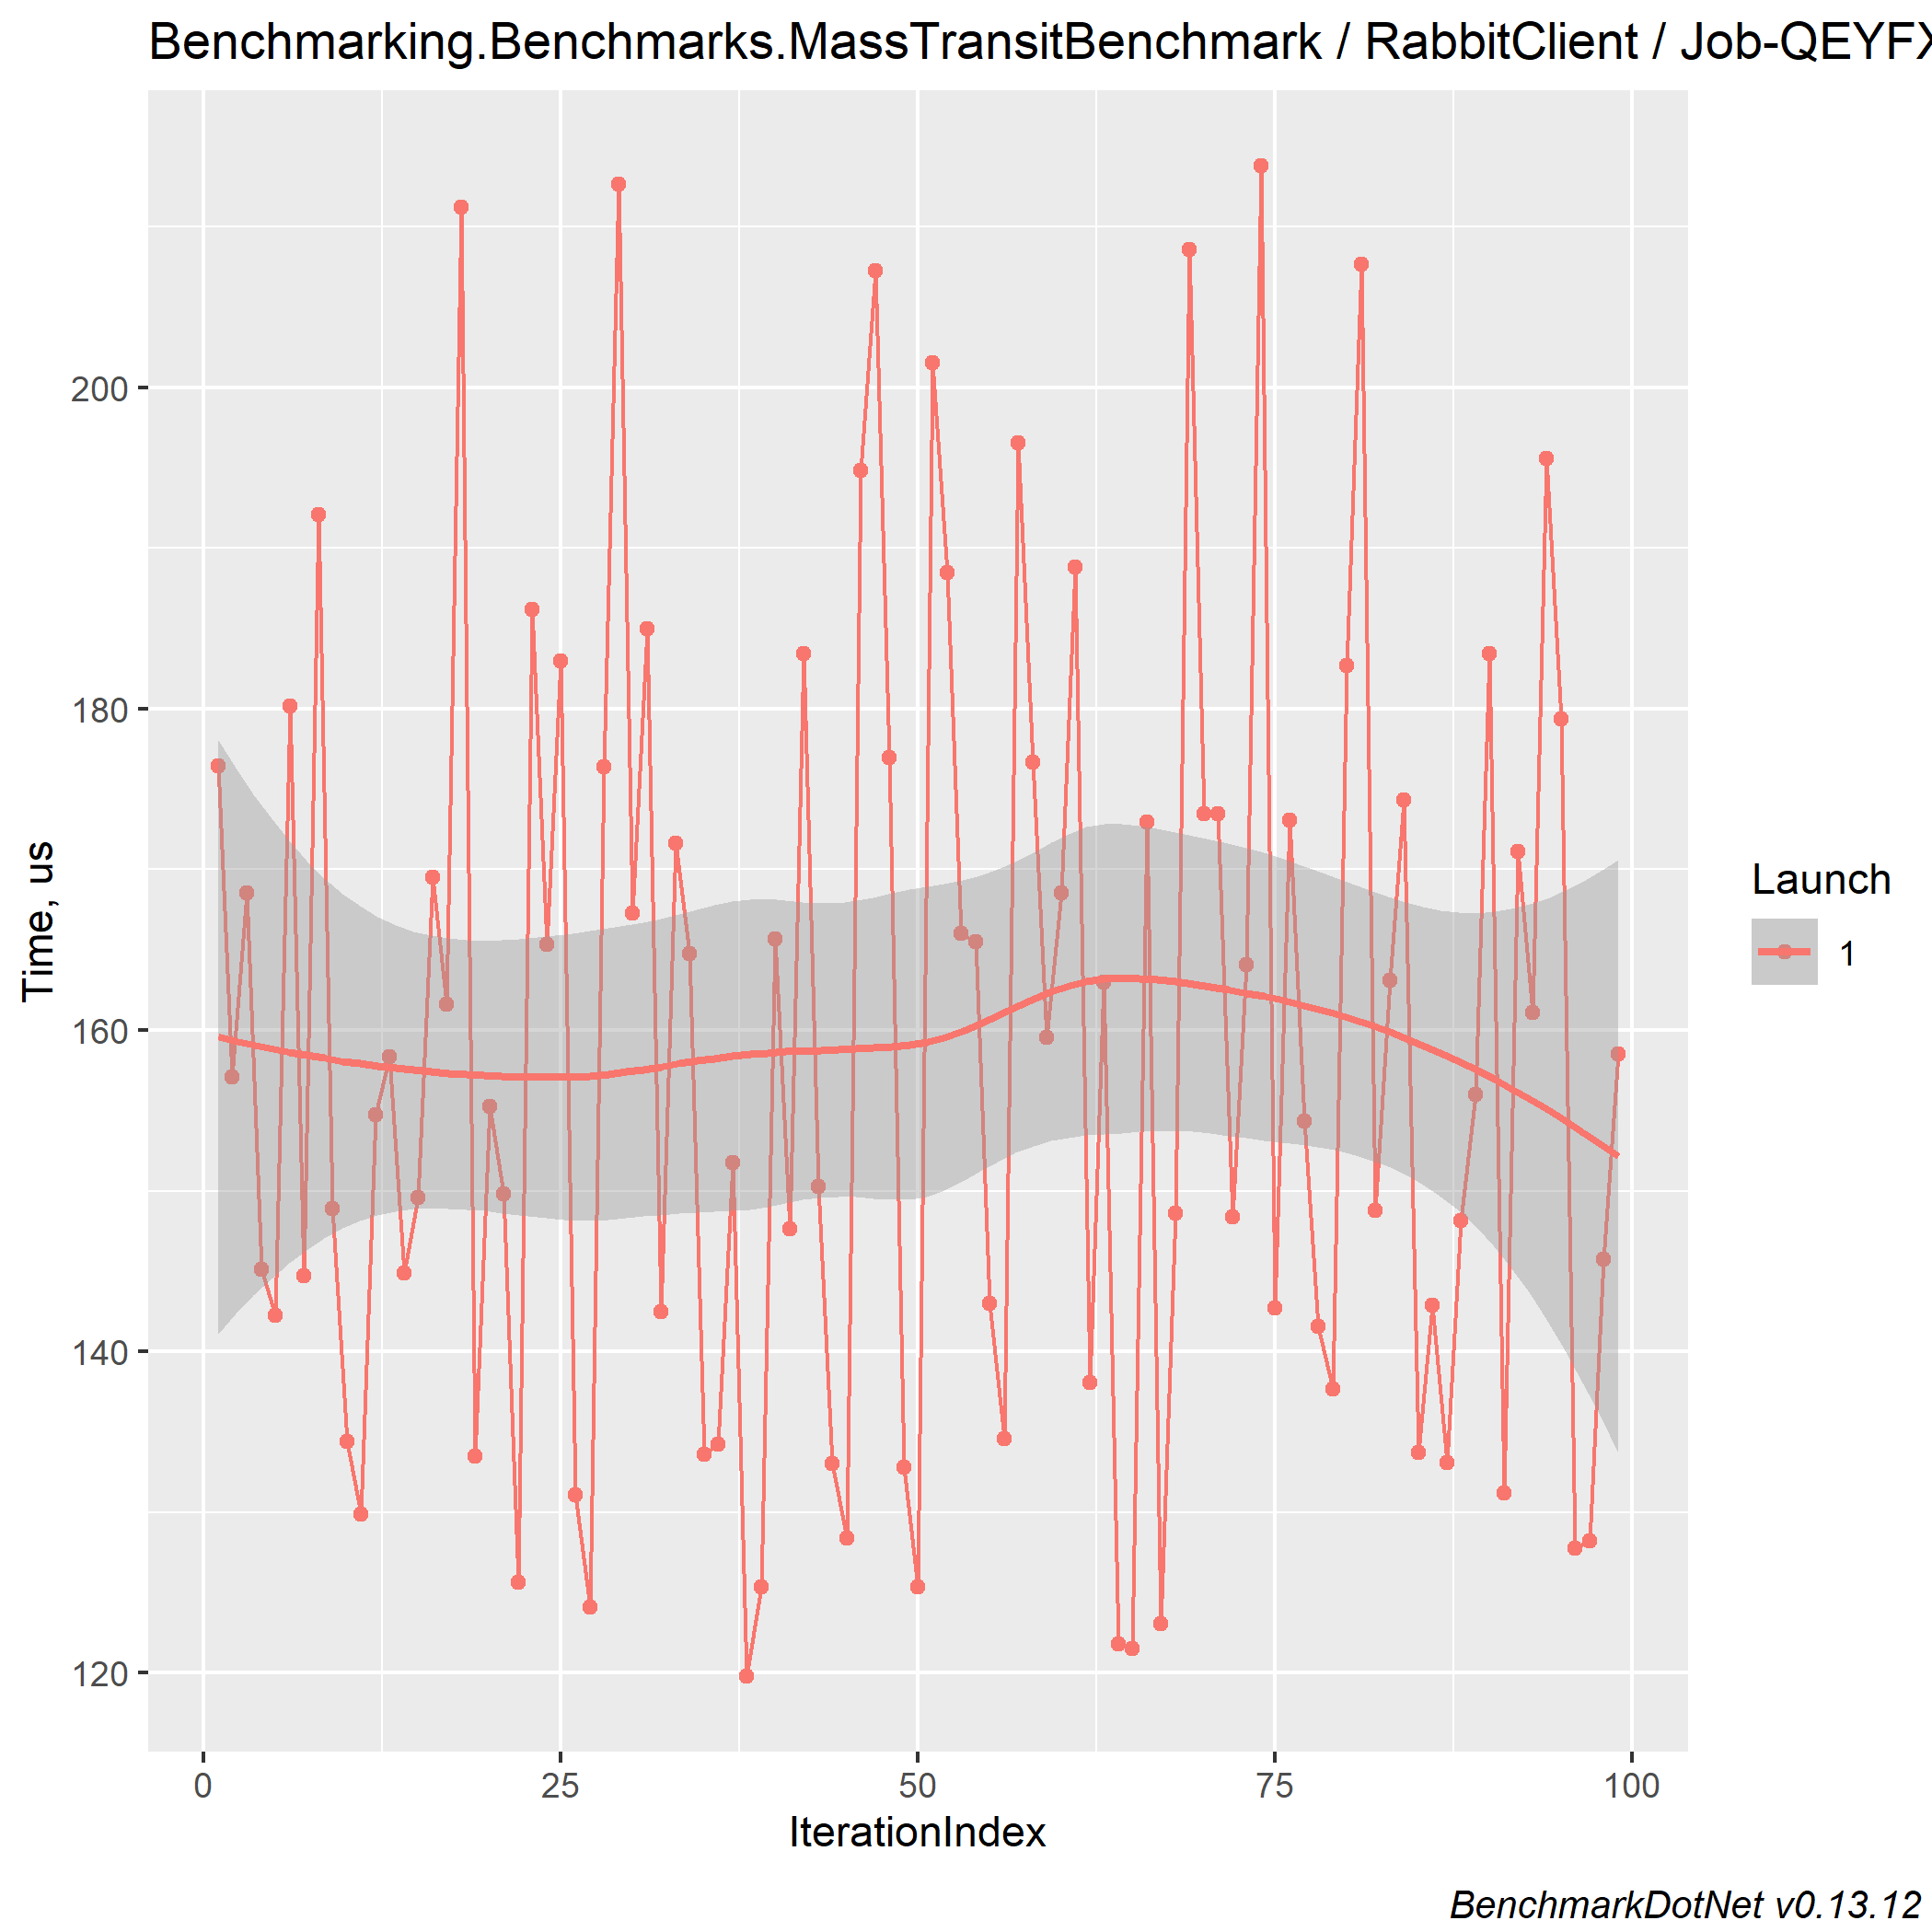 Benchmarking.Benchmarks.MassTransitBenchmark / RabbitClient / Job-QEYFX
Time, us
200
180
160
140
120
0 25 50 75 100
IterationIndex
Launch
1
BenchmarkDotNet v0.13.12